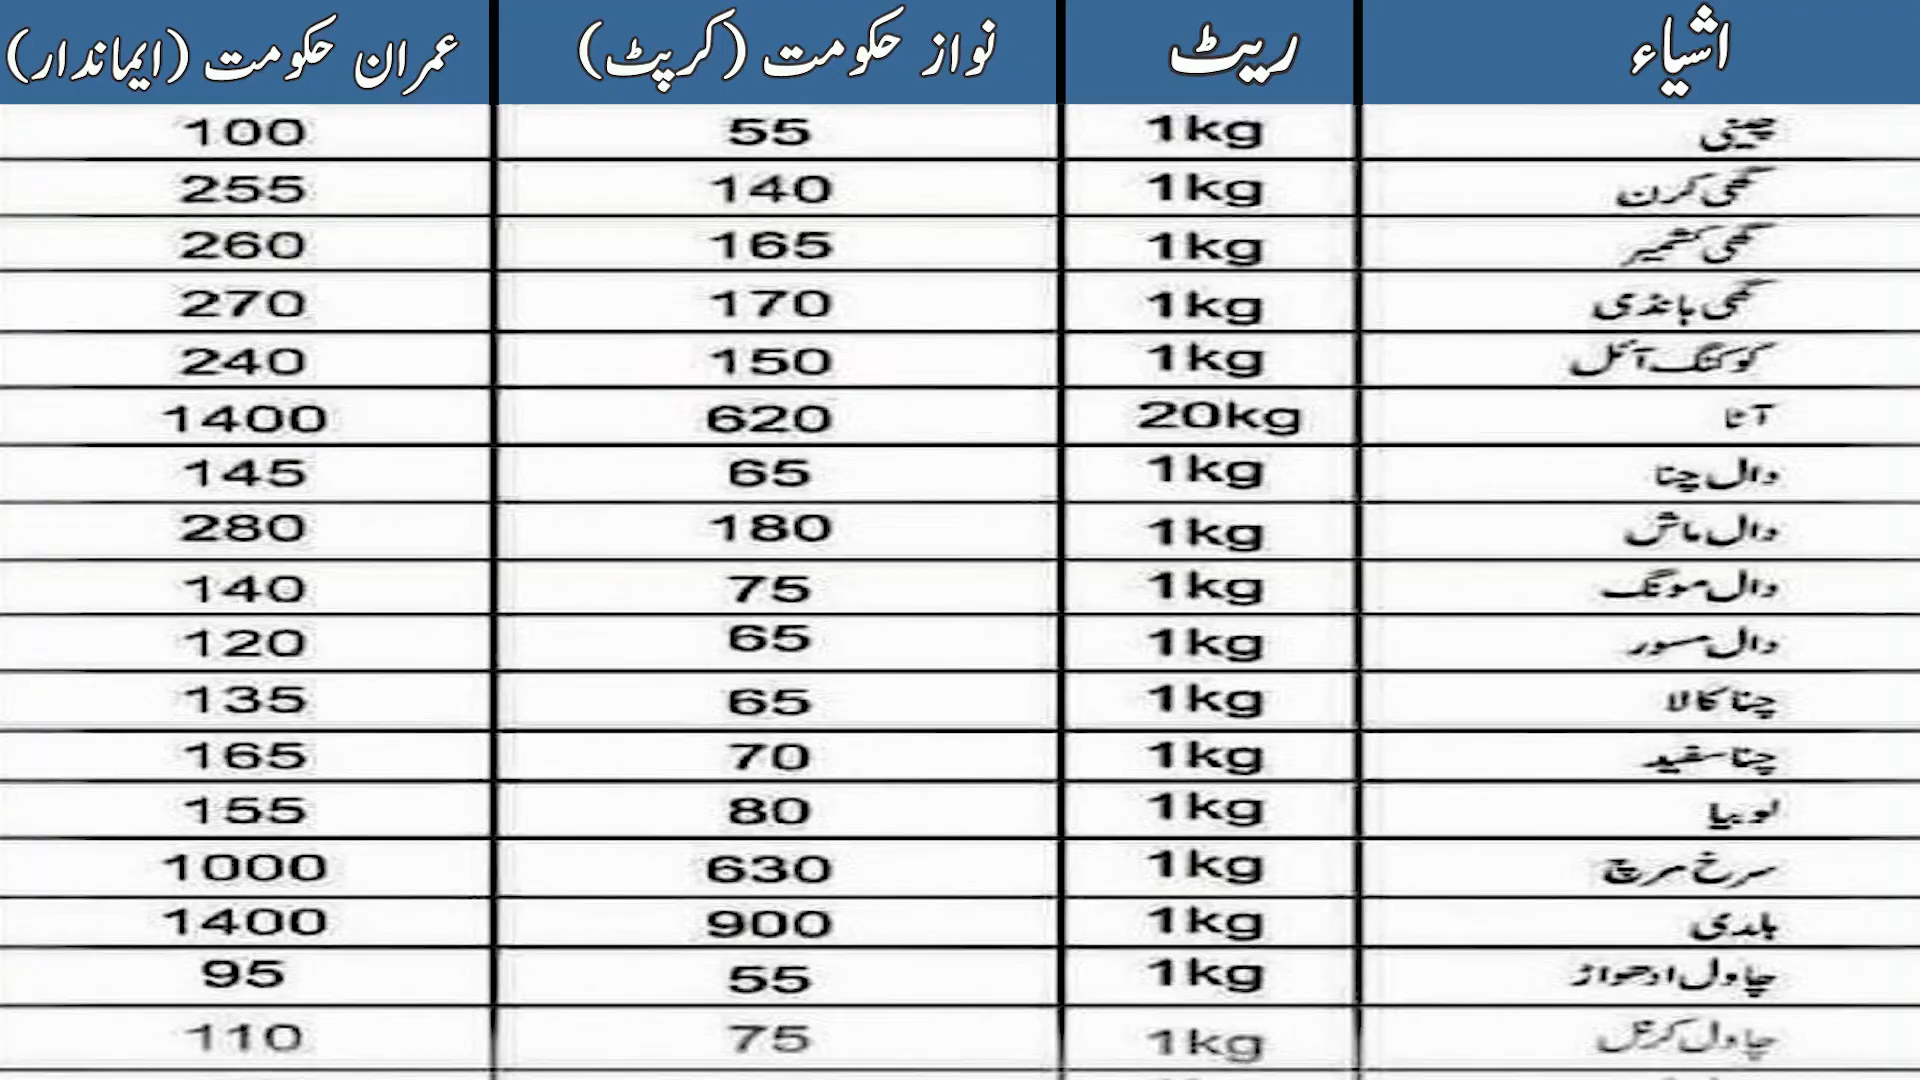 اشیاء ریٹ نواز حکومت (کرپٹ) عمران حکومت (ایماندار)
چینی 1kg 55 100
گھی کرن 1kg 140 255
گھی کشمیر 1kg 165 260
گھی ہانڈی 1kg 170 270
کوکنگ آئل 1kg 150 240
آٹا 20kg 620 1400
دال چنا 1kg 65 145
دال ماش 1kg 180 280
دال مونگ 1kg 75 140
دال مسور 1kg 65 120
چنا کالا 1kg 65 135
چنا سفید 1kg 70 165
لوبیا 1kg 80 155
سرخ مرچ 1kg 630 1000
ہلدی 1kg 900 1400
چاول ادھواڑ 1kg 55 95
چاول کرنل 1kg 75 110